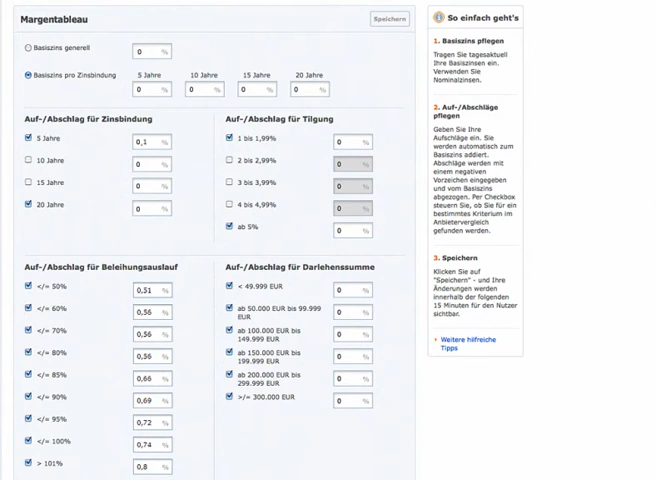 Margentableau
Speichern
Basiszins generell
0 %
Basiszins pro Zinsbindung
5 Jahre 10 Jahre 15 Jahre 20 Jahre
0 % 0 % 0 % 0 %
Auf-/Abschlag für Zinsbindung
5 Jahre 0,1 %
10 Jahre 0 %
15 Jahre 0 %
20 Jahre 0 %
Auf-/Abschlag für Tilgung
1 bis 1,99% 0 %
2 bis 2,99% 0 %
3 bis 3,99% 0 %
4 bis 4,99% 0 %
ab 5% 0 %
Auf-/Abschlag für Beleihungsauslauf
</= 50% 0,51 %
</= 60% 0,56 %
</= 70% 0,56 %
</= 80% 0,56 %
</= 85% 0,66 %
</= 90% 0,69 %
</= 95% 0,72 %
</= 100% 0,74 %
> 101% 0,8 %
Auf-/Abschlag für Darlehenssumme
< 49.999 EUR 0 %
ab 50.000 EUR bis 99.999
EUR 0 %
ab 100.000 EUR bis
149.999 EUR 0 %
ab 150.000 EUR bis
199.999 EUR 0 %
ab 200.000 EUR bis
299.999 EUR 0 %
>/= 300.000 EUR 0 %
So einfach geht's
1. Basiszins pflegen
Tragen Sie tagesaktuell
Ihre Basiszinsen ein.
Verwenden Sie
Nominalzinsen.
2. Auf-/Abschläge
pflegen
Geben Sie Ihre
Aufschläge ein. Sie
werden automatisch zum
Basiszins addiert.
Abschläge werden mit
einem negativen
Vorzeichen eingegeben
und vom Basiszins
abgezogen. Per Checkbox
steuern Sie, ob Sie für ein
bestimmtes Kriterium im
Anbietervergleich
gefunden werden.
3. Speichern
Klicken Sie auf
"Speichern" - und Ihre
Änderungen werden
innerhalb der folgenden
15 Minuten für den Nutzer
sichtbar.
Weitere hilfreiche
Tipps